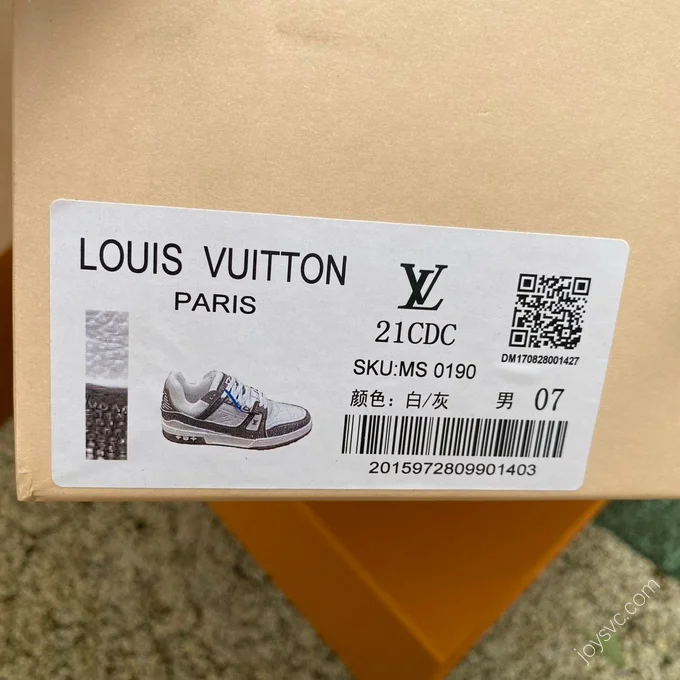 LOUIS VUITTON
PARIS
LV
21CDC
SKU:MS 0190
DM170828001427
颜色：白/灰 男 07
2015972809901403
joysvc.com